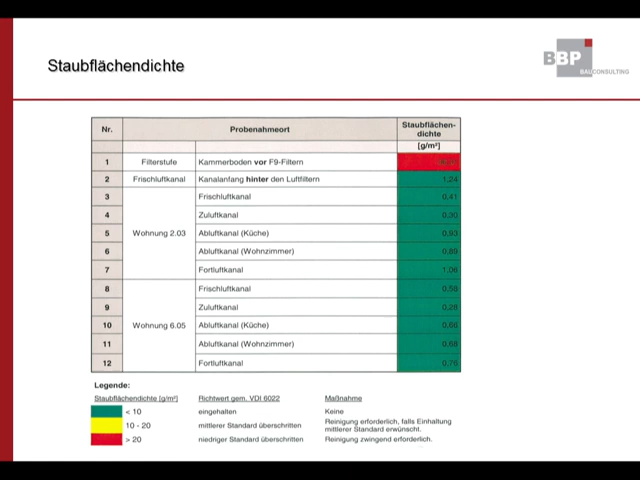 Staubflächendichte
BBP
BAUCONSULTING
Nr. Probenahmeort Staubflächen-
dichte
[g/m²]
1 Filterstufe Kammerboden vor F9-Filtern
2 Frischluftkanal Kanalanfang hinter den Luftfiltern 1,24
3 Frischluftkanal 0,41
4 Zuluftkanal 0,30
5 Wohnung 2.03 Abluftkanal (Küche) 0,93
6 Abluftkanal (Wohnzimmer)
7 Fortluftkanal 1,06
8 Frischluftkanal 0,58
9 Zuluftkanal 0,28
10 Wohnung 6.05 Abluftkanal (Küche) 0,66
11 Abluftkanal (Wohnzimmer) 0,68
12 Fortluftkanal 0,76
Legende:
Staubflächendichte [g/m²] Richtwert gem. VDI 6022 Maßnahme
< 10 eingehalten Keine
10 - 20 mittlerer Standard überschritten Reinigung erforderlich, falls Einhaltung
mittlerer Standard erwünscht.
> 20 niedriger Standard überschritten Reinigung zwingend erforderlich.